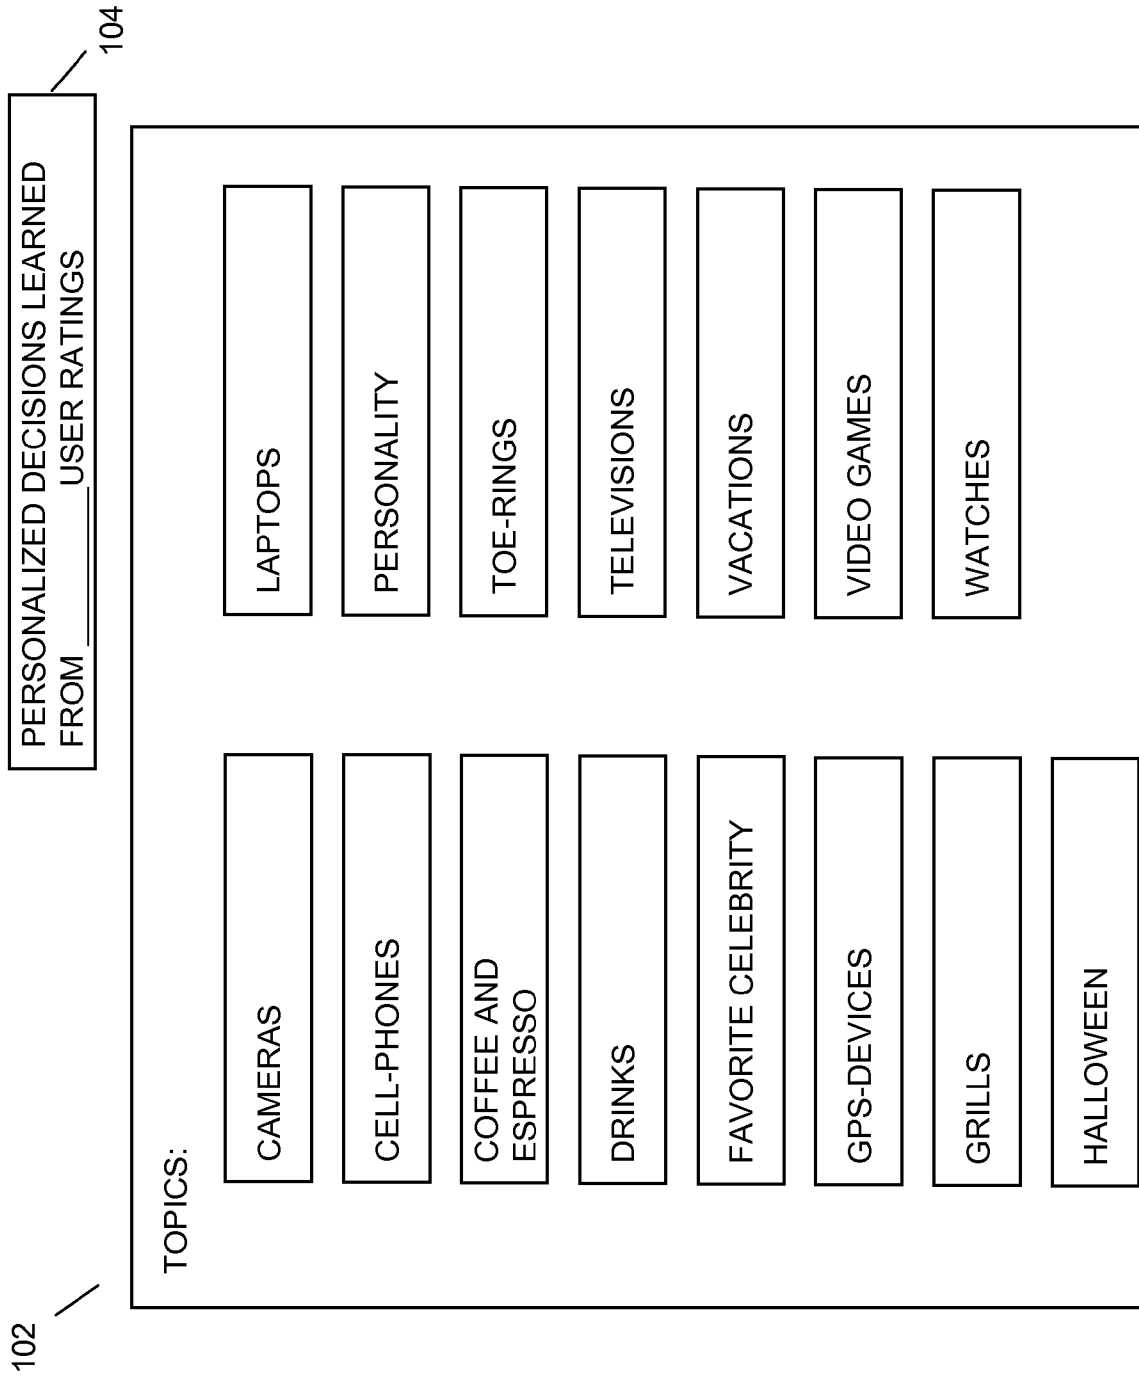 102
PERSONALIZED DECISIONS LEARNED
FROM ________ USER RATINGS
104
TOPICS:
CAMERAS
CELL-PHONES
COFFEE AND
ESPRESSO
DRINKS
FAVORITE CELEBRITY
GPS-DEVICES
GRILLS
HALLOWEEN
LAPTOPS
PERSONALITY
TOE-RINGS
TELEVISIONS
VACATIONS
VIDEO GAMES
WATCHES